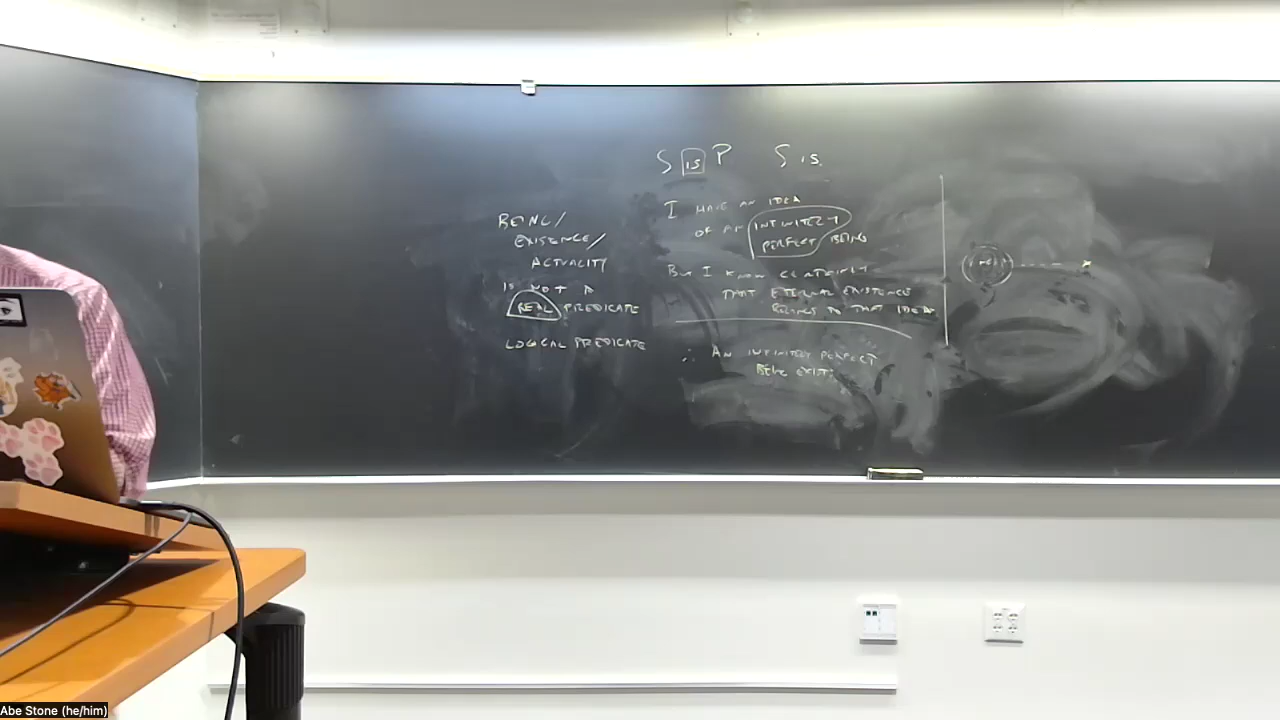 S is P S is.
BEING/
EXISTENCE/
ACTUALITY
IS NOT A
REAL PREDICATE
LOGICAL PREDICATE
I HAVE AN IDEA
OF AN INFINITELY
PERFECT BEING
BUT I KNOW CLEARLY
THAT ETERNAL EXISTENCE
BELONGS TO THAT IDEA
∴ AN INFINITELY PERFECT
BEING EXISTS
Abe Stone (he/him)